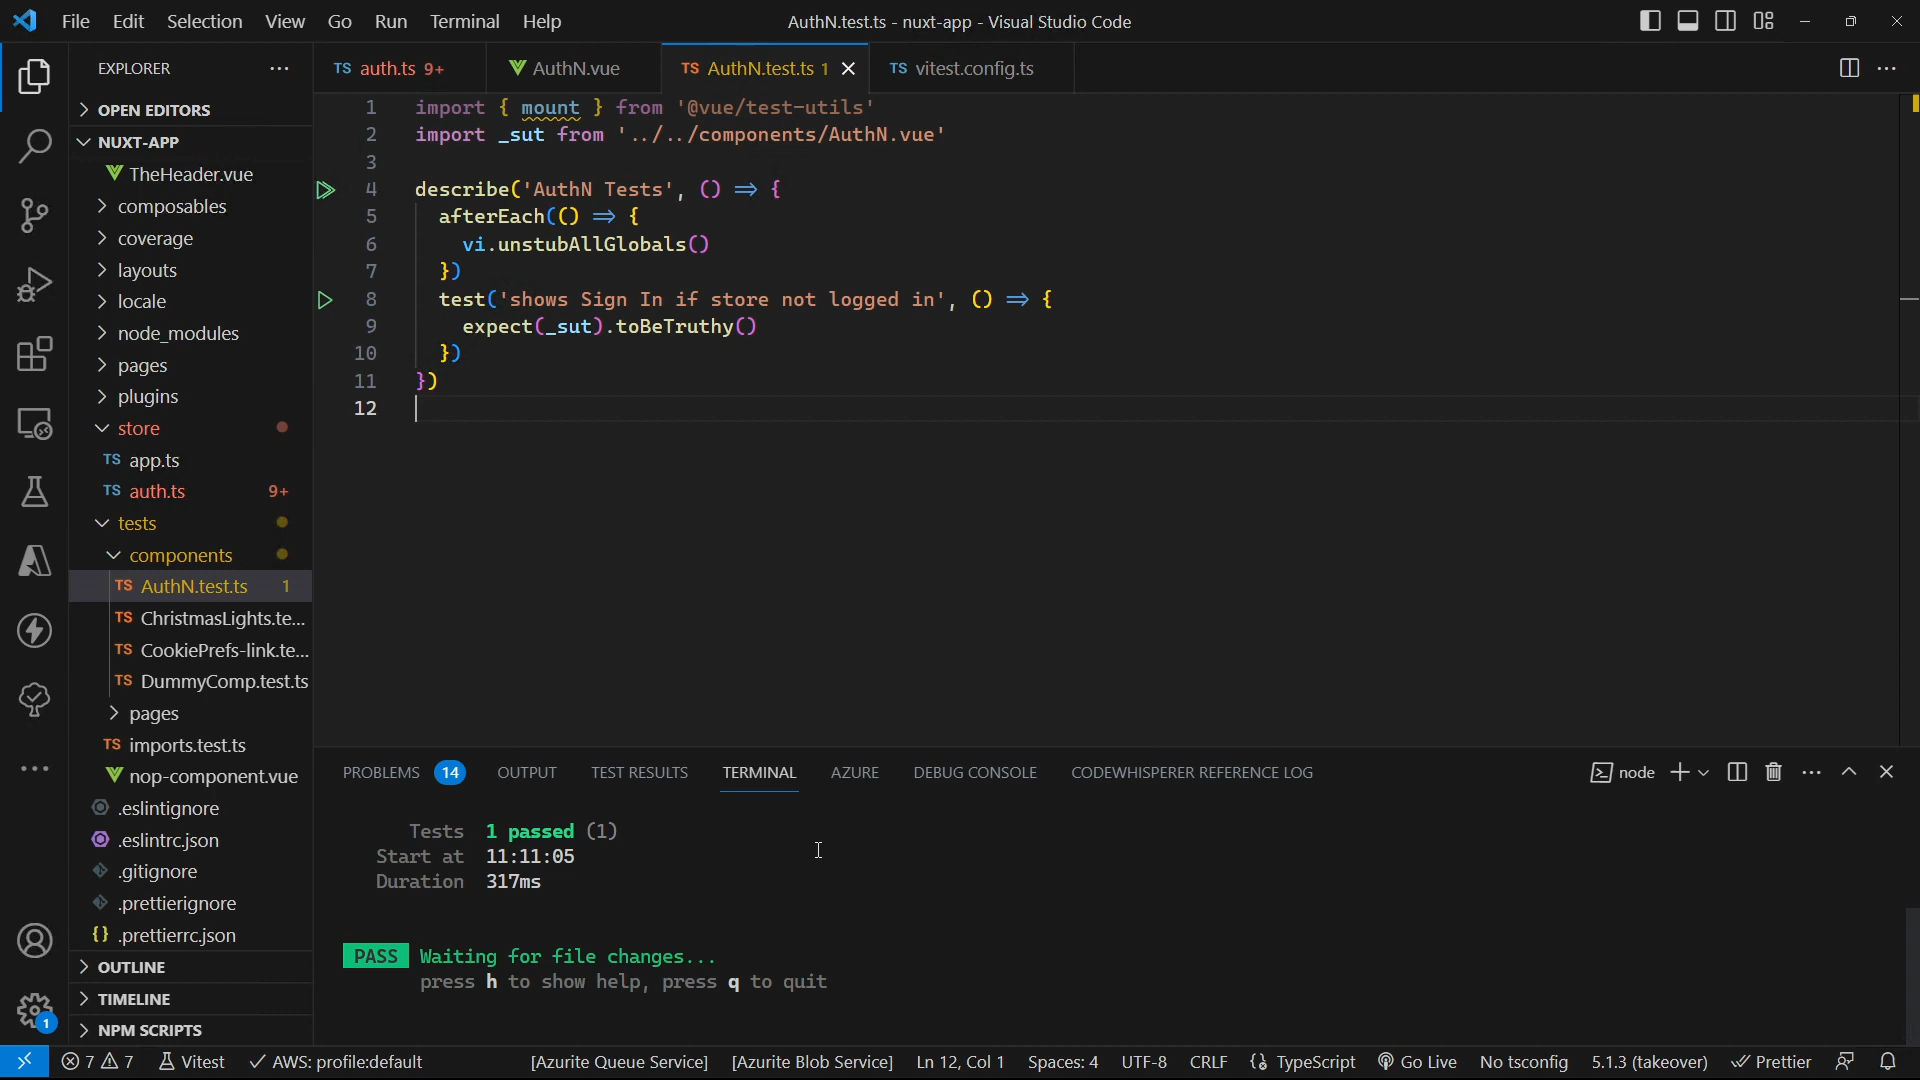 File Edit Selection View Go Run Terminal Help
AuthN.test.ts - nuxt-app - Visual Studio Code
EXPLORER
TS auth.ts 9+
AuthN.vue
TS AuthN.test.ts 1
TS vitest.config.ts
OPEN EDITORS
NUXT-APP
TheHeader.vue
composables
coverage
layouts
locale
node_modules
pages
plugins
store
TS app.ts
TS auth.ts 9+
tests
components
TS AuthN.test.ts 1
TS ChristmasLights.te...
TS CookiePrefs-link.te...
TS DummyComp.test.ts
pages
TS imports.test.ts
nop-component.vue
.eslintignore
.eslintrc.json
.gitignore
.prettierignore
{} .prettierrc.json
OUTLINE
TIMELINE
NPM SCRIPTS
1
1 import { mount } from '@vue/test-utils'
2 import _sut from '../../components/AuthN.vue'
3
4 describe('AuthN Tests', () => {
5 afterEach(() => {
6 vi.unstubAllGlobals()
7 })
8 test('shows Sign In if store not logged in', () => {
9 expect(_sut).toBeTruthy()
10 })
11 })
12
PROBLEMS 14 OUTPUT TEST RESULTS TERMINAL AZURE DEBUG CONSOLE CODEWHISPERER REFERENCE LOG
node
Tests 1 passed (1)
Start at 11:11:05
Duration 317ms
PASS Waiting for file changes...
press h to show help, press q to quit
7 7 Vitest AWS: profile:default [Azurite Queue Service] [Azurite Blob Service] Ln 12, Col 1 Spaces: 4 UTF-8 CRLF {} TypeScript Go Live No tsconfig 5.1.3 (takeover) Prettier